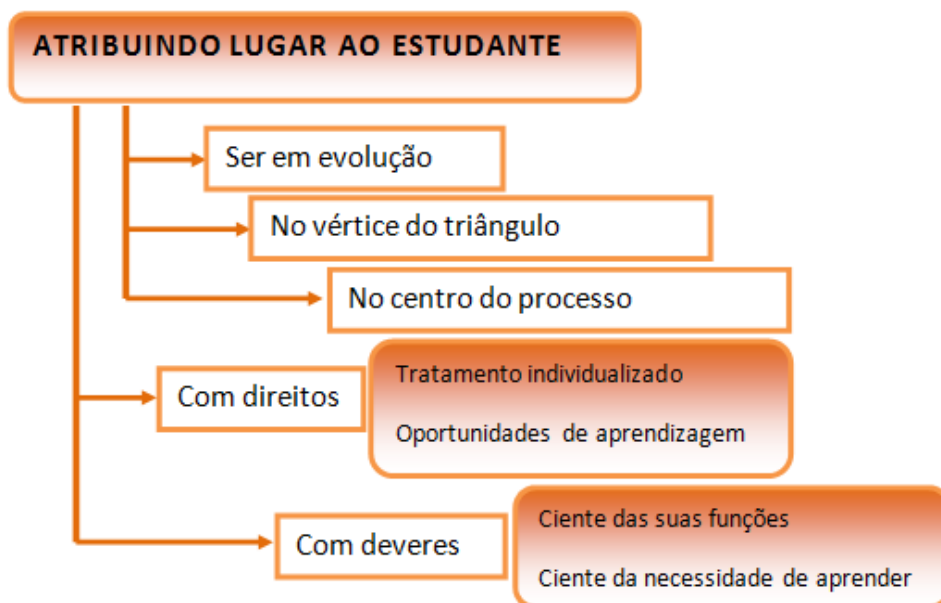 ATRIBUINDO LUGAR AO ESTUDANTE
Ser em evolução
No vértice do triângulo
No centro do processo
Com direitos
Tratamento individualizado
Oportunidades de aprendizagem
Com deveres
Ciente das suas funções
Ciente da necessidade de aprender